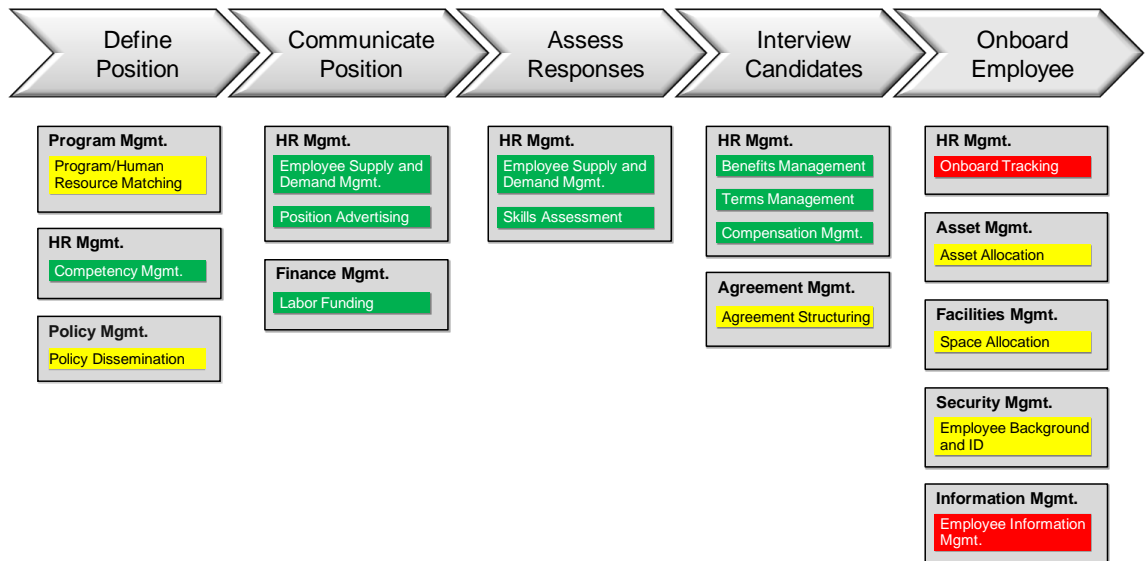 Define
Position
Communicate
Position
Assess
Responses
Interview
Candidates
Onboard
Employee
Program Mgmt.
Program/Human
Resource Matching
HR Mgmt.
Competency Mgmt.
Policy Mgmt.
Policy Dissemination
HR Mgmt.
Employee Supply and
Demand Mgmt.
Position Advertising
Finance Mgmt.
Labor Funding
HR Mgmt.
Employee Supply and
Demand Mgmt.
Skills Assessment
HR Mgmt.
Benefits Management
Terms Management
Compensation Mgmt.
Agreement Mgmt.
Agreement Structuring
HR Mgmt.
Onboard Tracking
Asset Mgmt.
Asset Allocation
Facilities Mgmt.
Space Allocation
Security Mgmt.
Employee Background
and ID
Information Mgmt.
Employee Information
Mgmt.